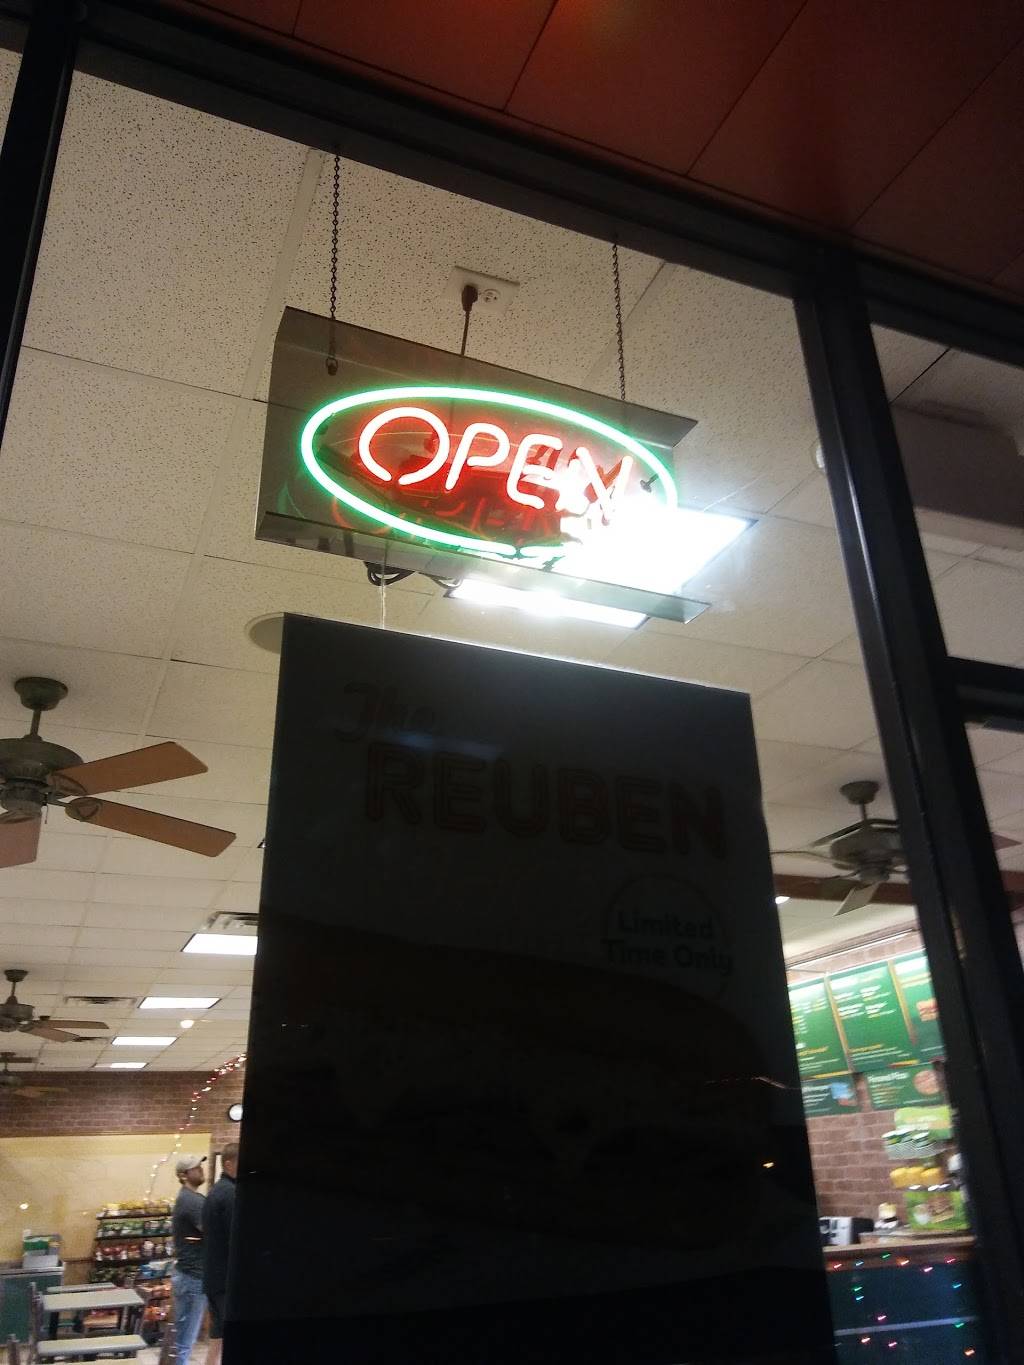 OPEN
The
REUBEN
Limited
Time Only